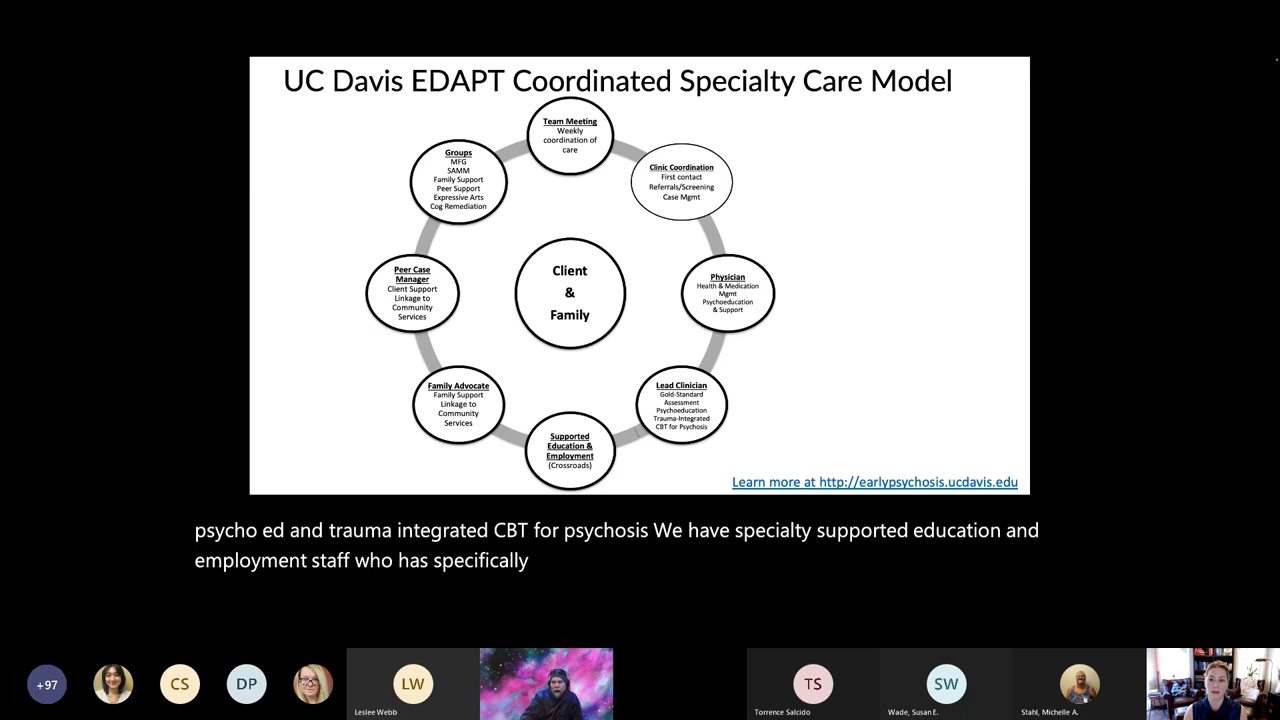 UC Davis EDAPT Coordinated Specialty Care Model
Team Meeting
Weekly
coordination of
care
Clinic Coordination
First contact
Referrals/Screening
Case Mgmt
Physician
Health & Medication
Mgmt
Psychoeducation
& Support
Lead Clinician
Gold-Standard
Assessment
Psychoeducation
Trauma-Integrated
CBT for Psychosis
Supported
Education &
Employment
(Crossroads)
Family Advocate
Family Support
Linkage to
Community
Services
Peer Case
Manager
Client Support
Linkage to
Community
Services
Groups
MFG
SAMM
Family Support
Peer Support
Expressive Arts
Cog Remediation
Client
&
Family
Learn more at http://earlypsychosis.ucdavis.edu
psycho ed and trauma integrated CBT for psychosis We have specialty supported education and
employment staff who has specifically
+97
CS
DP
LW
Leslee Webb
TS
Torrence Salcido
SW
Wade, Susan E.
Stahl, Michelle A.